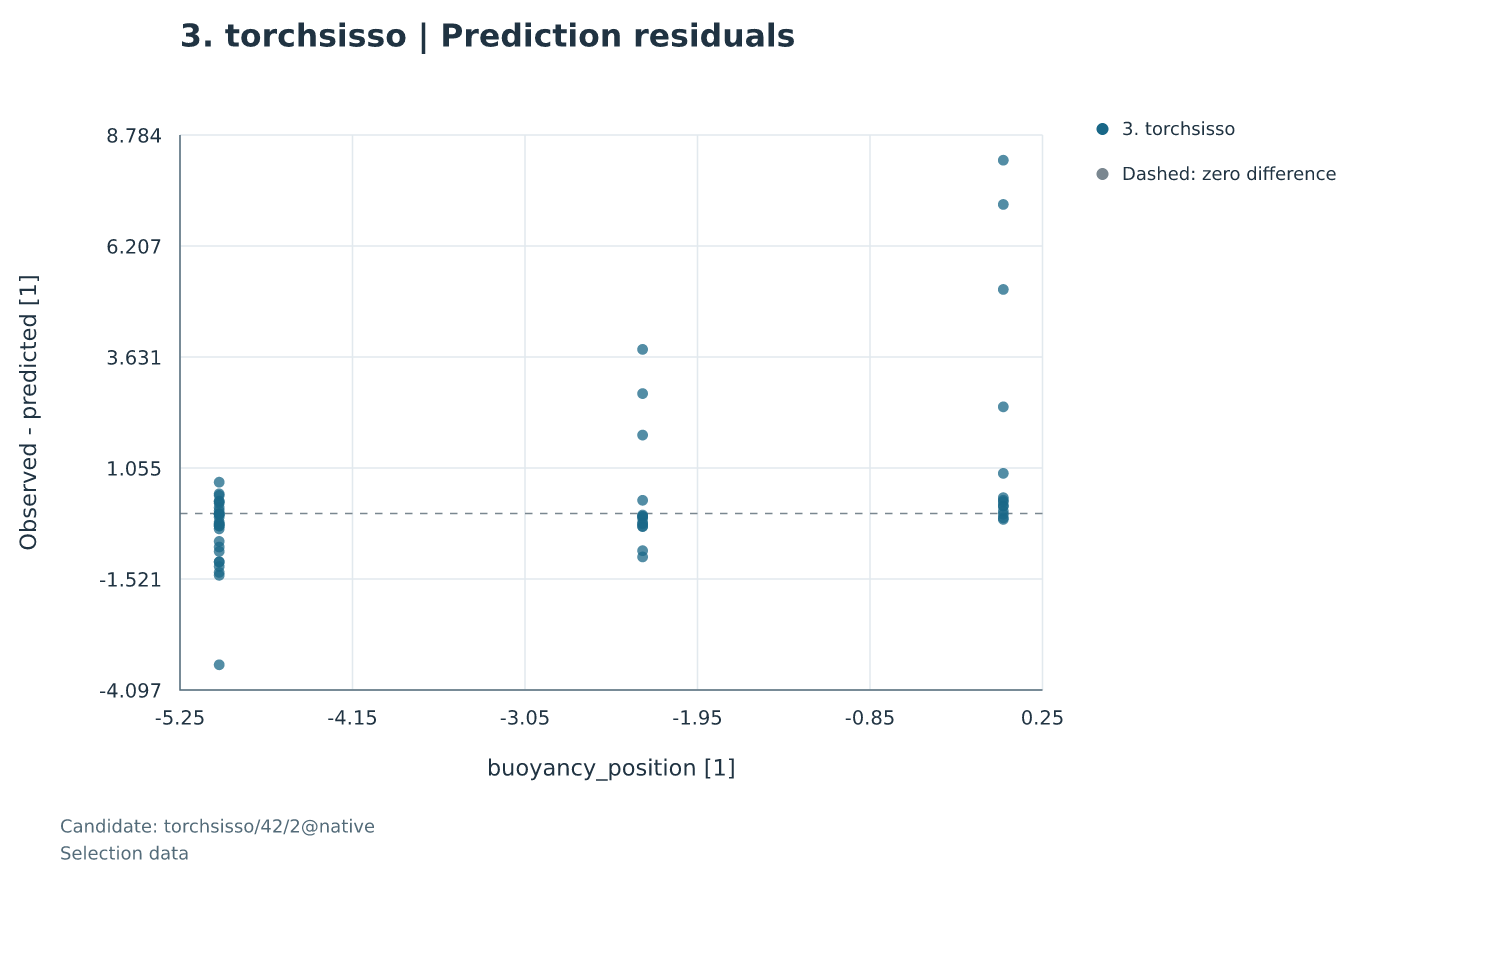 3. torchsisso | Prediction residuals
3. torchsisso
Dashed: zero difference
Observed - predicted [1]
8.784
6.207
3.631
1.055
-1.521
-4.097
-5.25
-4.15
-3.05
-1.95
-0.85
0.25
buoyancy_position [1]
Candidate: torchsisso/42/2@native
Selection data